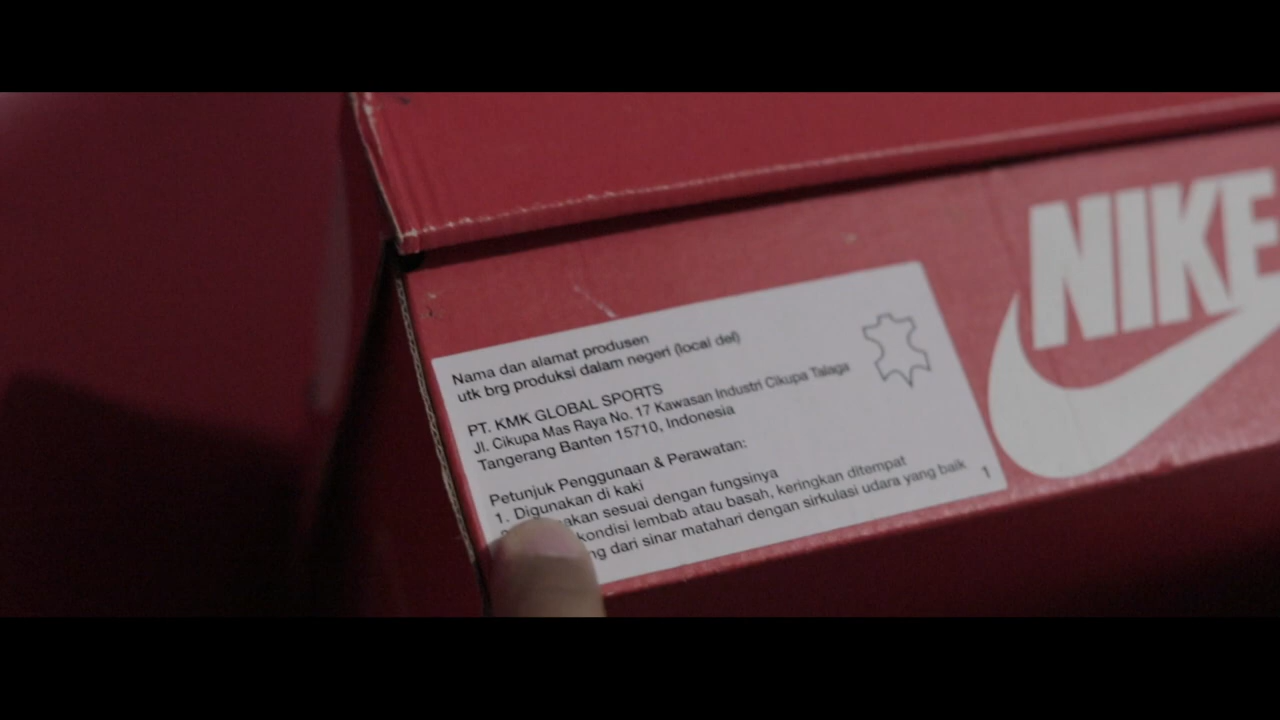 Nama dan alamat produsen
utk brg produksi dalam negeri (local del)
PT. KMK GLOBAL SPORTS
Jl. Cikupa Mas Raya No. 17 Kawasan Industri Cikupa Talaga
Tangerang Banten 15710, Indonesia
Petunjuk Penggunaan & Perawatan:
1. Digunakan di kaki
sesuai dengan fungsinya
kondisi lembab atau basah, keringkan ditempat
dari sinar matahari dengan sirkulasi udara yang baik
1
NIKE